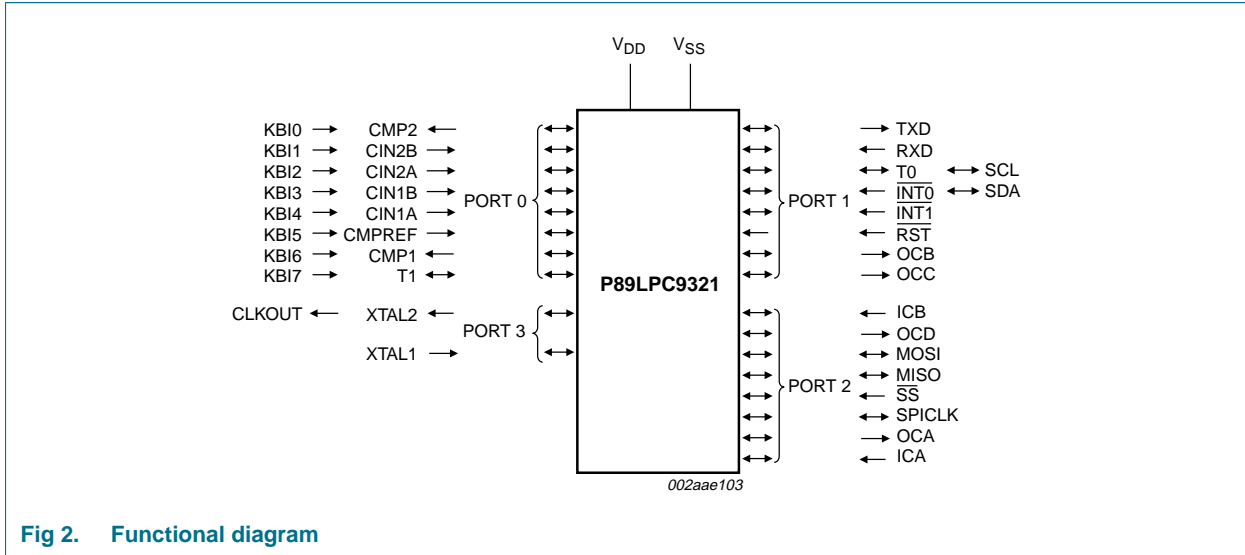 VDD VSS
KBI0 CMP2 TXD
KBI1 CIN2B RXD
KBI2 CIN2A T0 SCL
KBI3 CIN1B PORT 0 PORT 1 INT0 SDA
KBI4 CIN1A INT1
KBI5 CMPREF RST
KBI6 CMP1 OCB
KBI7 T1 OCC
P89LPC9321
CLKOUT XTAL2 ICB
PORT 3 OCD
XTAL1 MOSI
MISO
PORT 2 SS
SPICLK
OCA
ICA
002aae103
Fig 2. Functional diagram